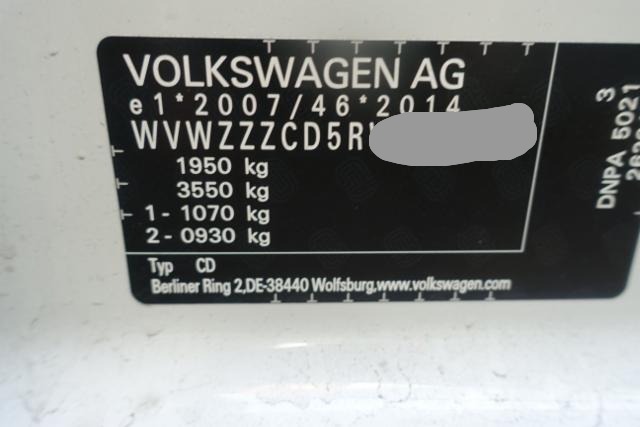 VOLKSWAGEN AG
e1*2007/46*2014
WVWZZZCD5R
1950 kg
3550 kg
1- 1070 kg
2- 0930 kg
Typ CD
Berliner Ring 2,DE-38440 Wolfsburg,www.volkswagen.com
3
DNPA 5021